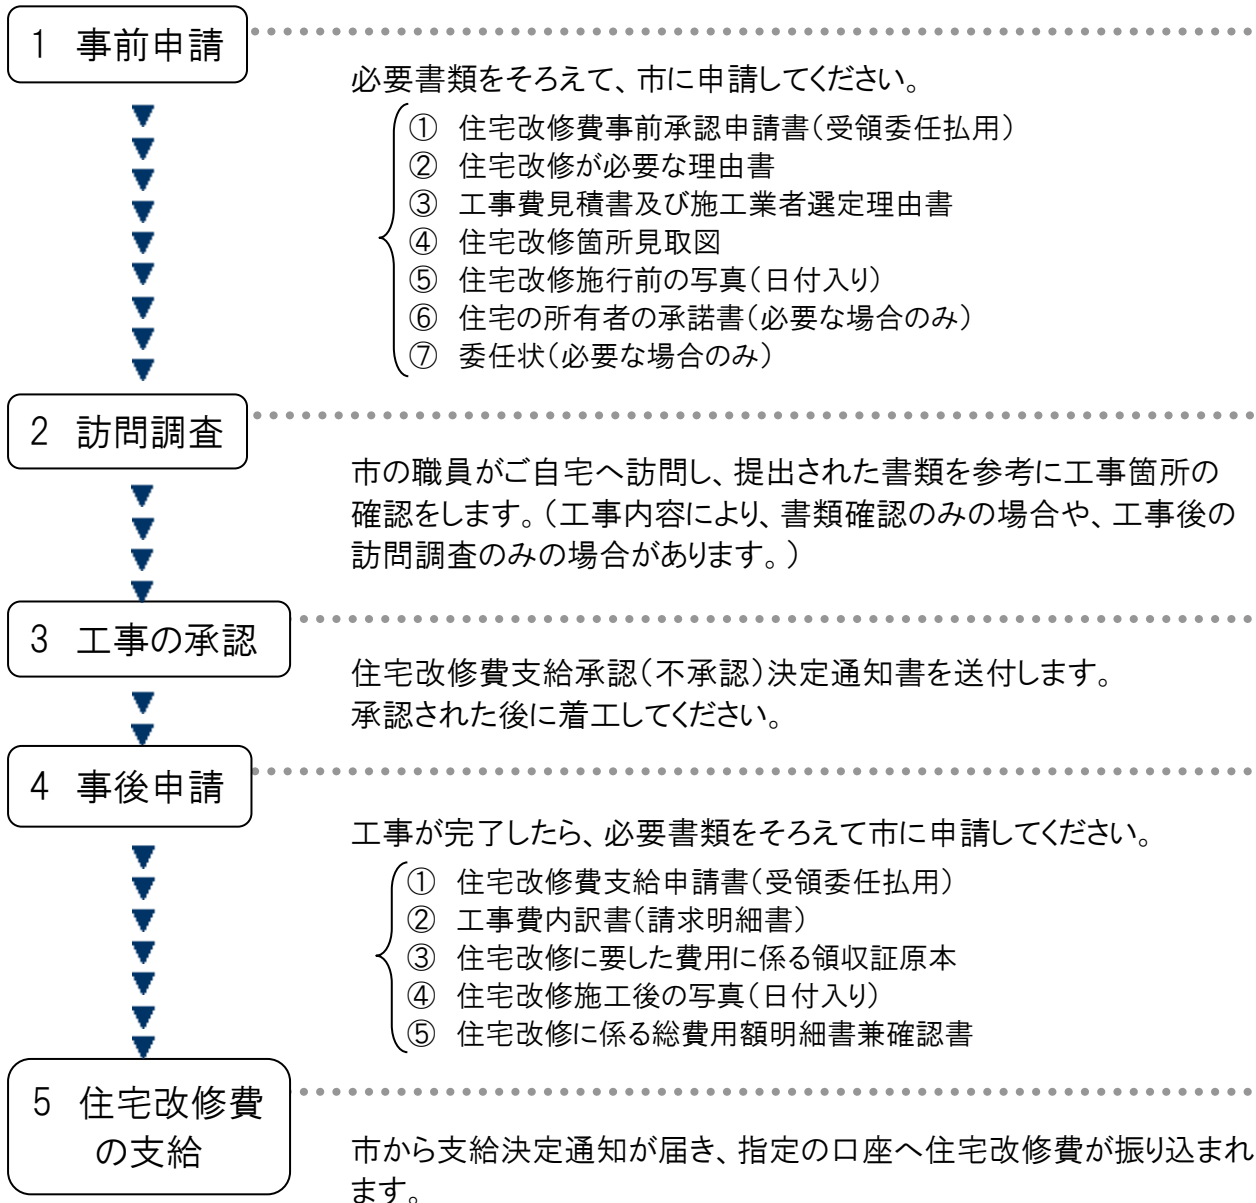 1 事前申請
必要書類をそろえて、市に申請してください。
① 住宅改修費事前承認申請書(受領委任払用)
② 住宅改修が必要な理由書
③ 工事費見積書及び施工業者選定理由書
④ 住宅改修箇所見取図
⑤ 住宅改修施行前の写真(日付入り)
⑥ 住宅の所有者の承諾書(必要な場合のみ)
⑦ 委任状(必要な場合のみ)
2 訪問調査
市の職員がご自宅へ訪問し、提出された書類を参考に工事箇所の
確認をします。(工事内容により、書類確認のみの場合や、工事後の
訪問調査のみの場合があります。)
3 工事の承認
住宅改修費支給承認(不承認)決定通知書を送付します。
承認された後に着工してください。
4 事後申請
工事が完了したら、必要書類をそろえて市に申請してください。
① 住宅改修費支給申請書(受領委任払用)
② 工事費内訳書(請求明細書)
③ 住宅改修に要した費用に係る領収証原本
④ 住宅改修施工後の写真(日付入り)
⑤ 住宅改修に係る総費用額明細書兼確認書
5 住宅改修費
の支給
市から支給決定通知が届き、指定の口座へ住宅改修費が振り込まれ
ます。